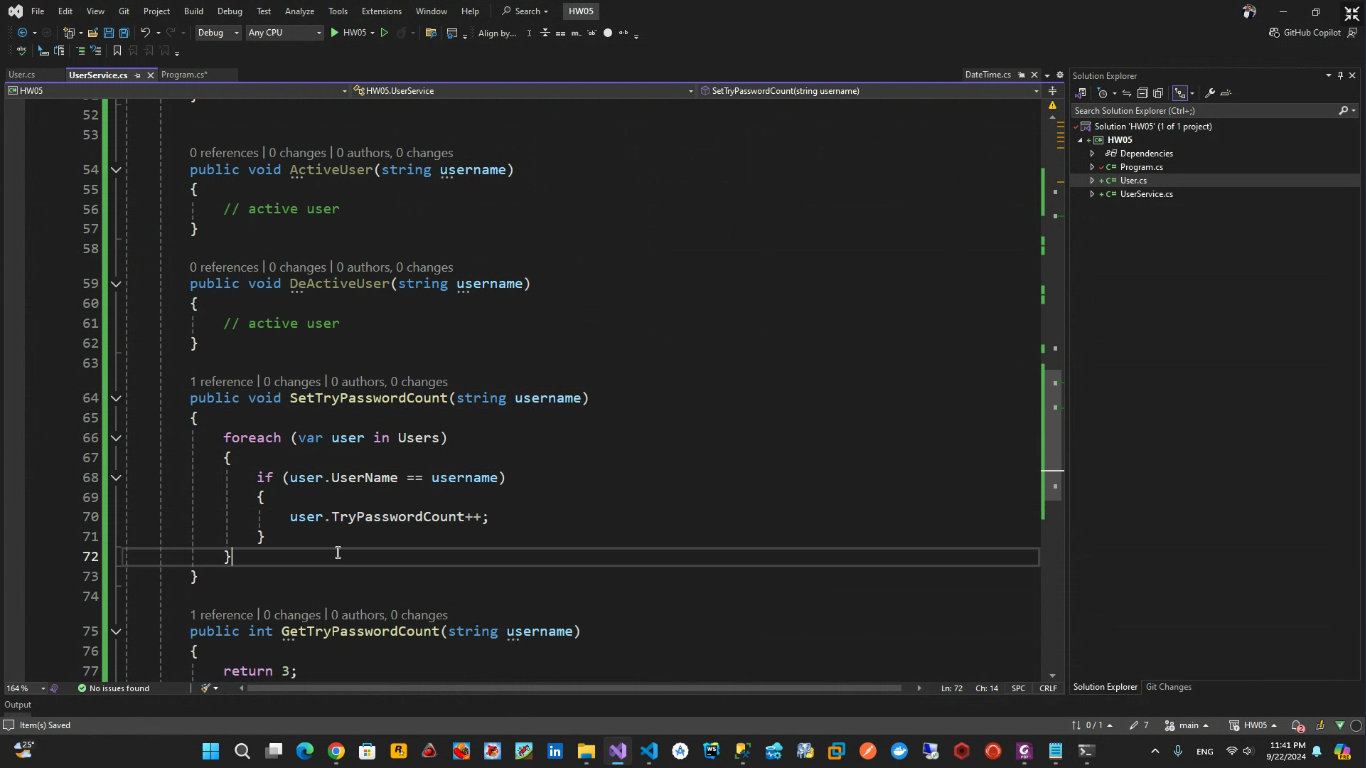 File Edit View Git Project Build Debug Test Analyze Tools Extensions Window Help Search HW05
Debug Any CPU HW05 Align by... GitHub Copilot
User.cs UserService.cs Program.cs* DateTime.cs
HW05 HW05.UserService SetTryPasswordCount(string username)
52
53
0 references | 0 changes | 0 authors, 0 changes
54 public void ActiveUser(string username)
55 {
56 // active user
57 }
58
0 references | 0 changes | 0 authors, 0 changes
59 public void DeActiveUser(string username)
60 {
61 // active user
62 }
63
1 reference | 0 changes | 0 authors, 0 changes
64 public void SetTryPasswordCount(string username)
65 {
66 foreach (var user in Users)
67 {
68 if (user.UserName == username)
69 {
70 user.TryPasswordCount++;
71 }
72 }
73 }
74
1 reference | 0 changes | 0 authors, 0 changes
75 public int GetTryPasswordCount(string username)
76 {
77 return 3;
164 % No issues found Ln: 72 Ch: 14 SPC CRLF
Output
Item(s) Saved 0 / 1 7 main HW05 2
Solution Explorer
Search Solution Explorer (Ctrl+;)
Solution 'HW05' (1 of 1 project)
HW05
Dependencies
C# Program.cs
C# User.cs
C# UserService.cs
Solution Explorer Git Changes
25° ENG 11:41 PM
9/22/2024